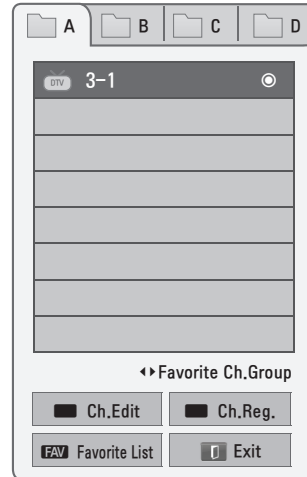 A B C D
DTV 3-1
Favorite Ch.Group
Ch.Edit Ch.Reg.
FAV Favorite List Exit